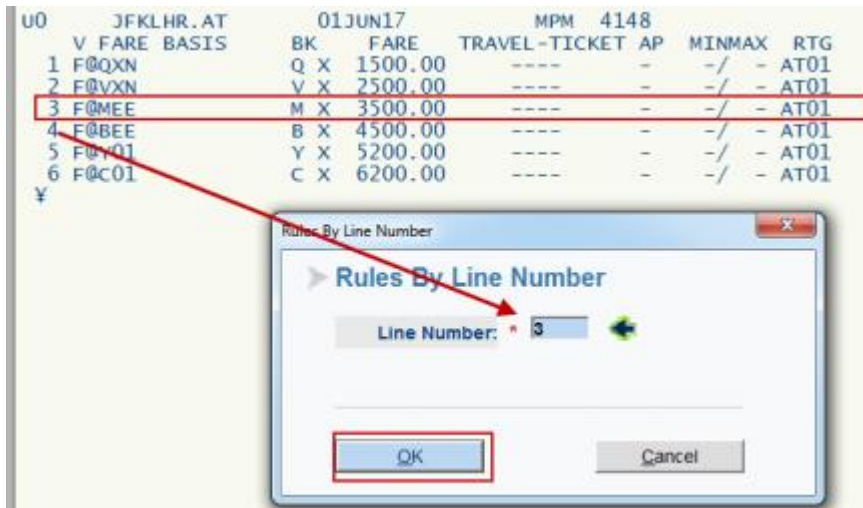 UO JFKLHR.AT 01JUN17 MPM 4148
V FARE BASIS BK FARE TRAVEL-TICKET AP MINMAX RTG
1 F@QXN Q X 1500.00 ---- - -/ - AT01
2 F@VXN V X 2500.00 ---- - -/ - AT01
3 F@MEE M X 3500.00 ---- - -/ - AT01
4 F@BEE B X 4500.00 ---- - -/ - AT01
5 F@Y01 Y X 5200.00 ---- - -/ - AT01
6 F@C01 C X 6200.00 ---- - -/ - AT01
¥
Rules By Line Number
Rules By Line Number
Line Number: * 3
OK
Cancel